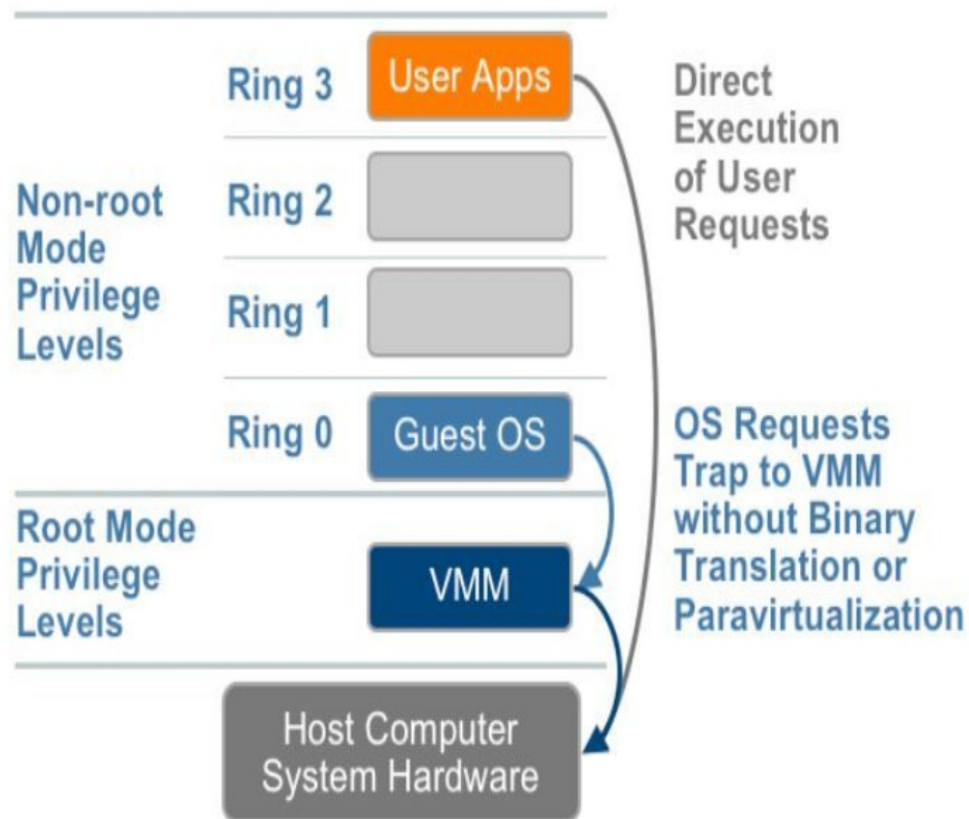 Ring 3
User Apps
Direct
Execution
of User
Requests
Non-root
Mode
Privilege
Levels
Ring 2
Ring 1
Ring 0
Guest OS
OS Requests
Trap to VMM
without Binary
Translation or
Paravirtualization
Root Mode
Privilege
Levels
VMM
Host Computer
System Hardware